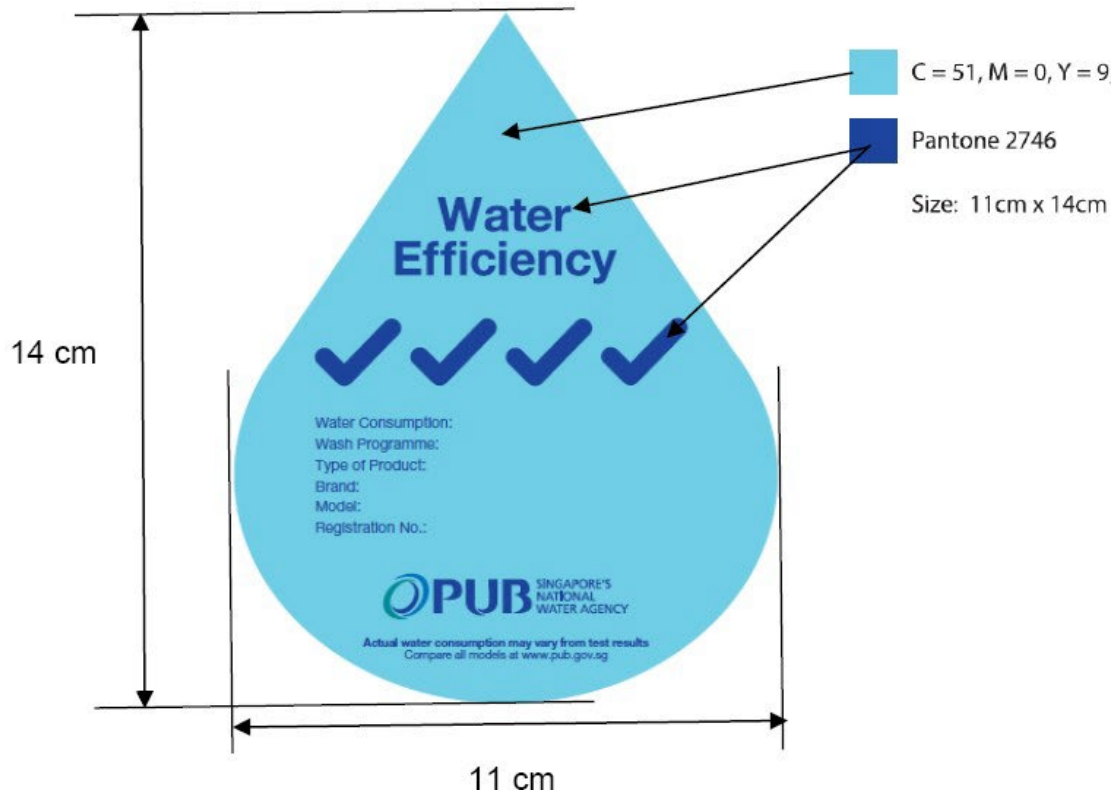 C = 51, M = 0, Y = 9,
Pantone 2746
Size: 11cm x 14cm
Water
Efficiency
14 cm
Water Consumption:
Wash Programme:
Type of Product:
Brand:
Model:
Registration No.:
PUB
SINGAPORE'S
NATIONAL
WATER AGENCY
Actual water consumption may vary from test results
Compare all models at www.pub.gov.sg
11 cm